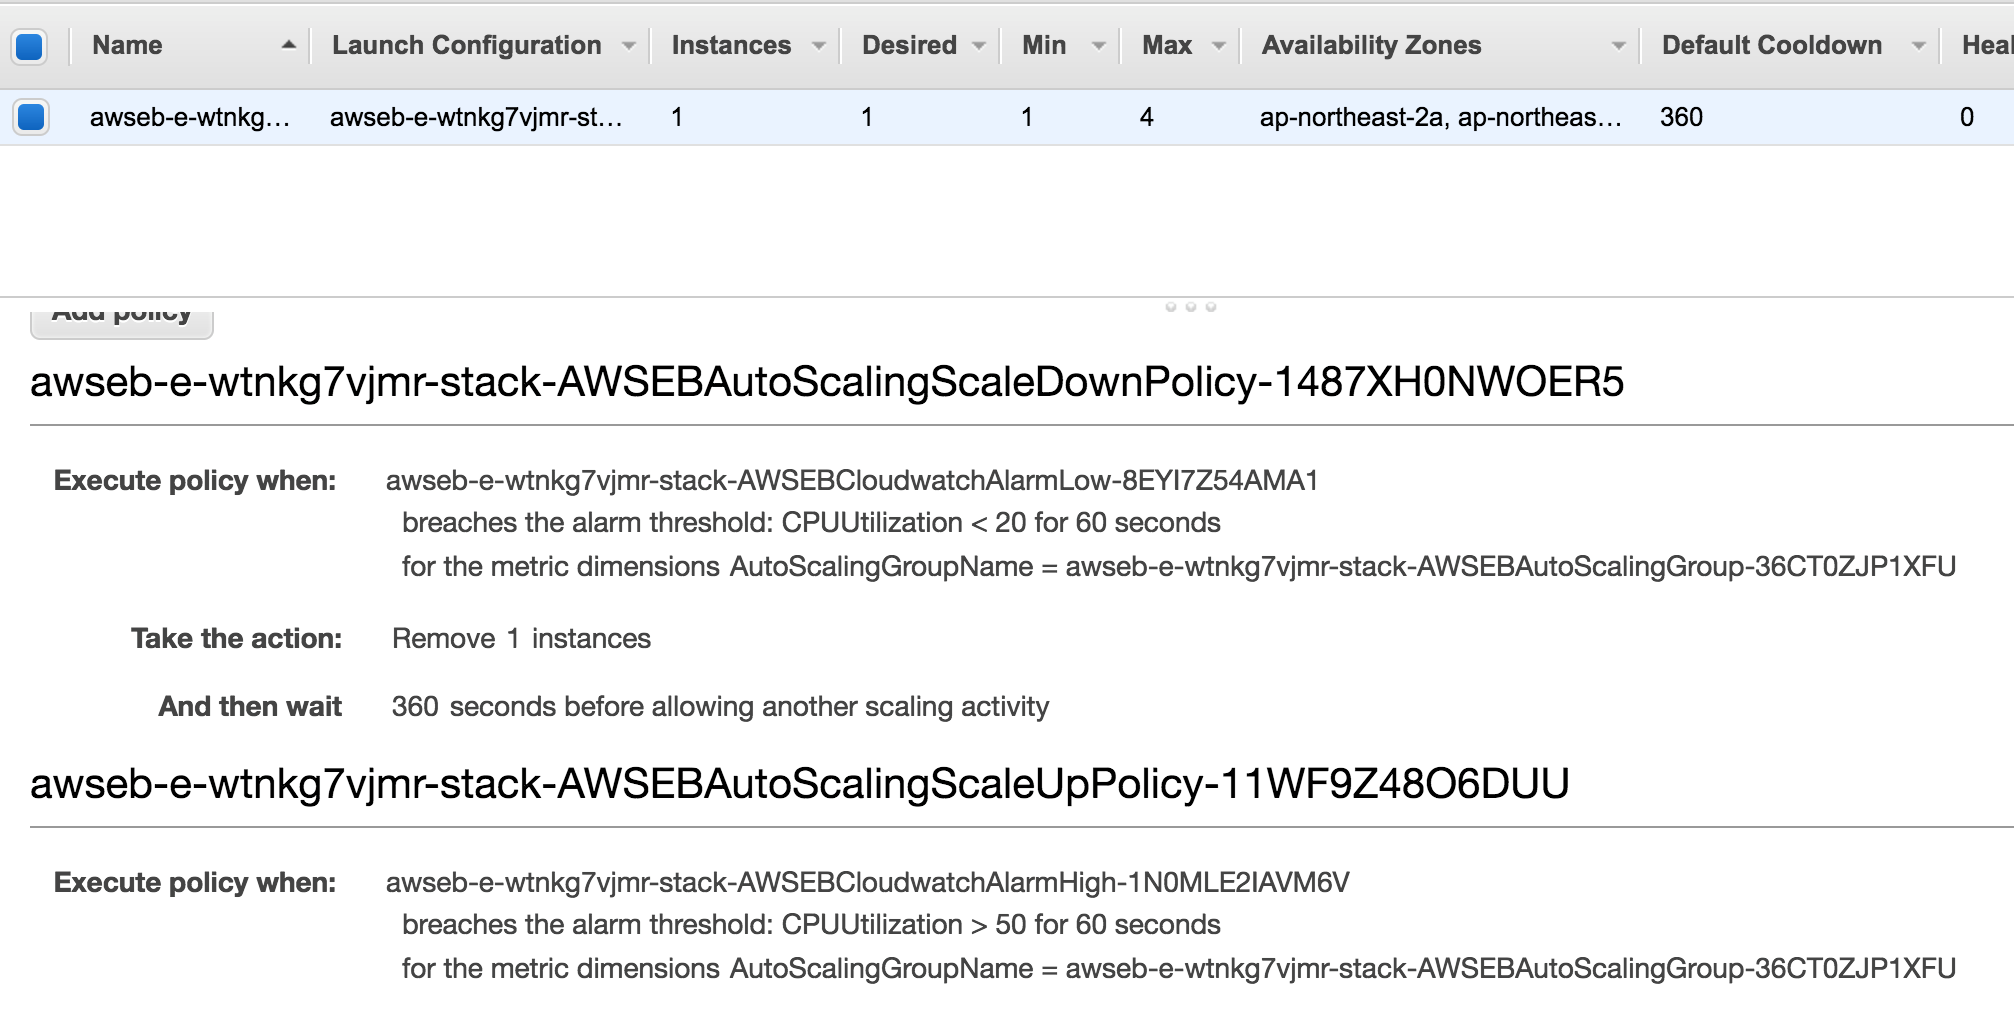 Name Launch Configuration Instances Desired Min Max Availability Zones Default Cooldown Heal
awseb-e-wtnkg... awseb-e-wtnkg7vjmr-st... 1 1 1 4 ap-northeast-2a, ap-northeas... 360 0
Add policy
awseb-e-wtnkg7vjmr-stack-AWSEBAutoScalingScaleDownPolicy-1487XH0NWOER5
Execute policy when: awseb-e-wtnkg7vjmr-stack-AWSEBCloudwatchAlarmLow-8EYI7Z54AMA1
breaches the alarm threshold: CPUUtilization < 20 for 60 seconds
for the metric dimensions AutoScalingGroupName = awseb-e-wtnkg7vjmr-stack-AWSEBAutoScalingGroup-36CT0ZJP1XFU
Take the action: Remove 1 instances
And then wait 360 seconds before allowing another scaling activity
awseb-e-wtnkg7vjmr-stack-AWSEBAutoScalingScaleUpPolicy-11WF9Z48O6DUU
Execute policy when: awseb-e-wtnkg7vjmr-stack-AWSEBCloudwatchAlarmHigh-1N0MLE2IAVM6V
breaches the alarm threshold: CPUUtilization > 50 for 60 seconds
for the metric dimensions AutoScalingGroupName = awseb-e-wtnkg7vjmr-stack-AWSEBAutoScalingGroup-36CT0ZJP1XFU